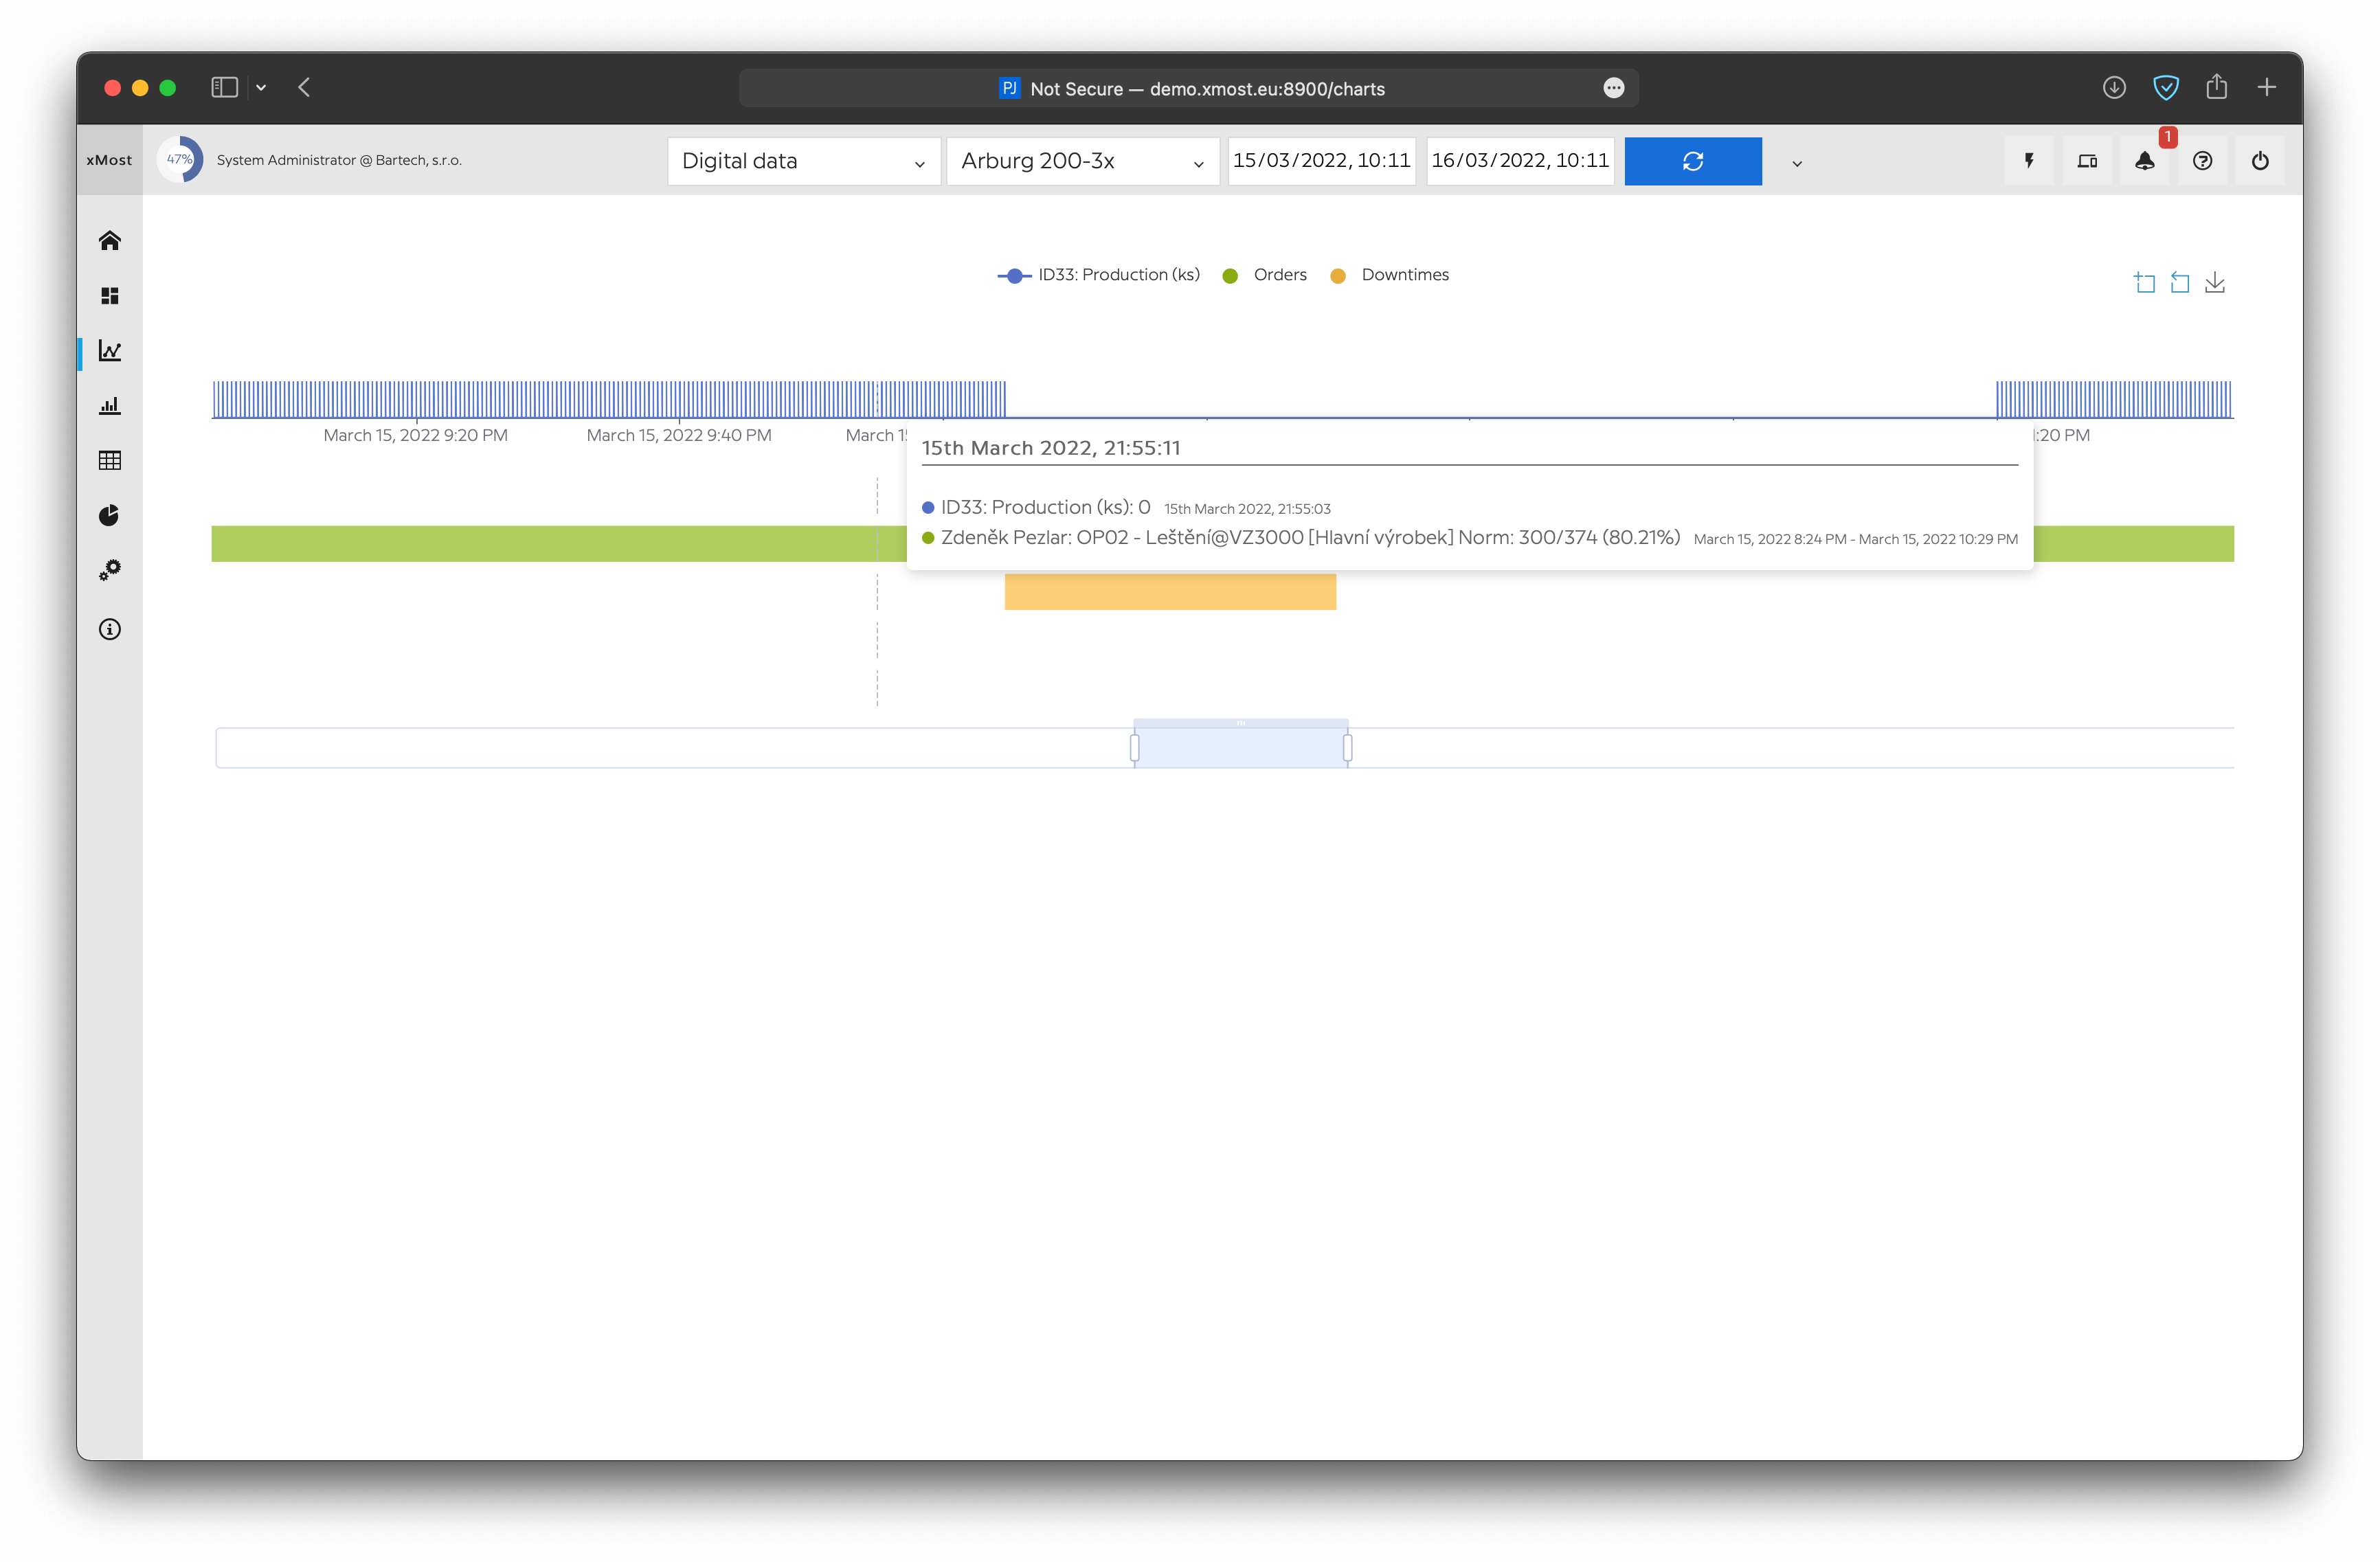 PJ Not Secure — demo.xmost.eu:8900/charts
xMost 47% System Administrator @ Bartech, s.r.o. Digital data Arburg 200-3x 15/03/2022, 10:11 16/03/2022, 10:11 1
ID33: Production (ks) Orders Downtimes
March 15, 2022 9:20 PM March 15, 2022 9:40 PM March :20 PM
15th March 2022, 21:55:11
ID33: Production (ks): 0 15th March 2022, 21:55:03
Zdeněk Pezlar: OP02 - Leštění@VZ3000 [Hlavní výrobek] Norm: 300/374 (80.21%) March 15, 2022 8:24 PM - March 15, 2022 10:29 PM